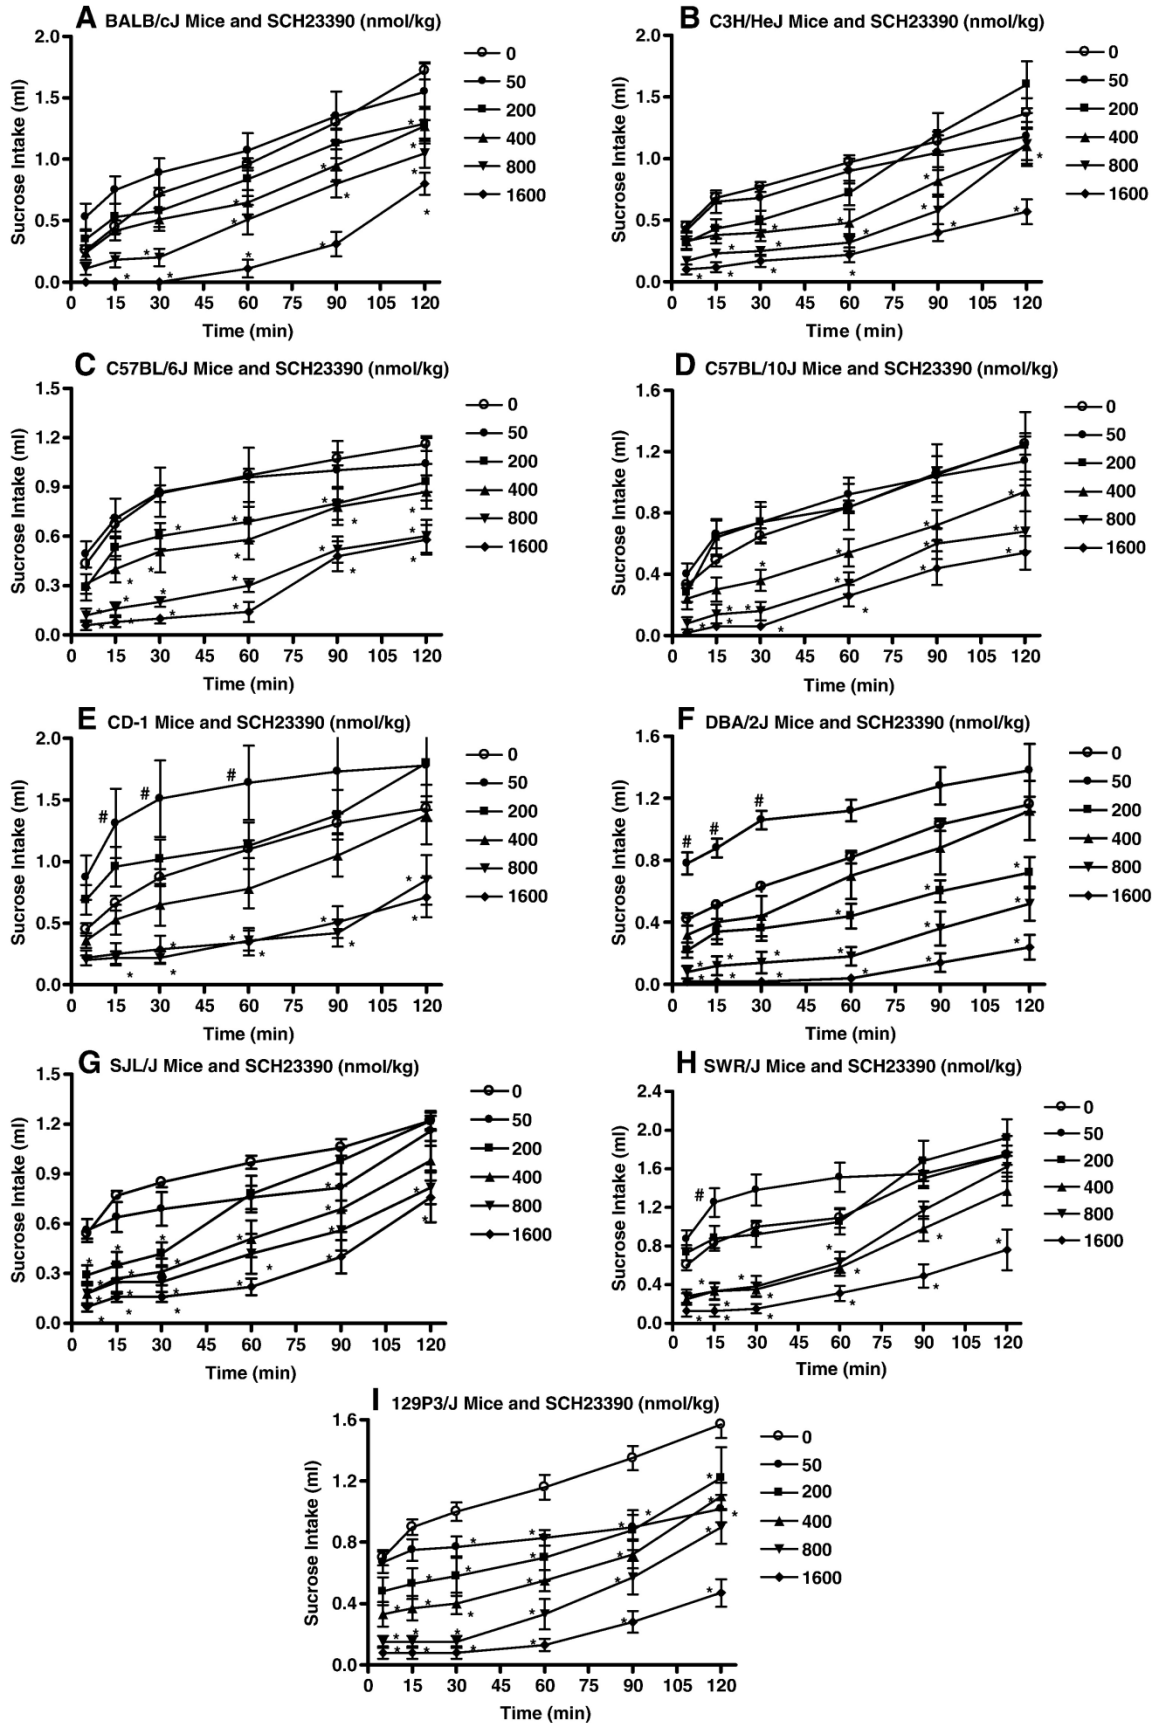 A BALB/cJ Mice and SCH23390 (nmol/kg)
Sucrose Intake (ml)
2.0
1.5
1.0
0.5
0.0
0 15 30 45 60 75 90 105 120
Time (min)
0
50
200
400
800
1600
B C3H/HeJ Mice and SCH23390 (nmol/kg)
Sucrose Intake (ml)
2.0
1.5
1.0
0.5
0.0
0 15 30 45 60 75 90 105 120
Time (min)
0
50
200
400
800
1600
C C57BL/6J Mice and SCH23390 (nmol/kg)
Sucrose Intake (ml)
1.5
1.2
0.9
0.6
0.3
0.0
0 15 30 45 60 75 90 105 120
Time (min)
0
50
200
400
800
1600
D C57BL/10J Mice and SCH23390 (nmol/kg)
Sucrose Intake (ml)
1.6
1.2
0.8
0.4
0.0
0 15 30 45 60 75 90 105 120
Time (min)
0
50
200
400
800
1600
E CD-1 Mice and SCH23390 (nmol/kg)
Sucrose Intake (ml)
2.0
1.5
1.0
0.5
0.0
# # #
0 15 30 45 60 75 90 105 120
Time (min)
0
50
200
400
800
1600
F DBA/2J Mice and SCH23390 (nmol/kg)
Sucrose Intake (ml)
1.6
1.2
0.8
0.4
0.0
# # #
0 15 30 45 60 75 90 105 120
Time (min)
0
50
200
400
800
1600
G SJL/J Mice and SCH23390 (nmol/kg)
Sucrose Intake (ml)
1.5
1.2
0.9
0.6
0.3
0.0
0 15 30 45 60 75 90 105 120
Time (min)
0
50
200
400
800
1600
H SWR/J Mice and SCH23390 (nmol/kg)
Sucrose Intake (ml)
2.4
2.0
1.6
1.2
0.8
0.4
0.0
#
0 15 30 45 60 75 90 105 120
Time (min)
0
50
200
400
800
1600
I 129P3/J Mice and SCH23390 (nmol/kg)
Sucrose Intake (ml)
1.6
1.2
0.8
0.4
0.0
0 15 30 45 60 75 90 105 120
Time (min)
0
50
200
400
800
1600